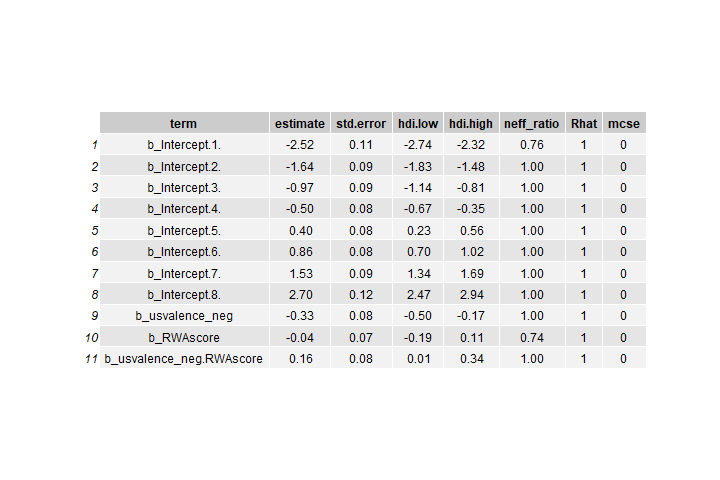 term estimate std.error hdi.low hdi.high neff_ratio Rhat mcse
1 b_Intercept.1. -2.52 0.11 -2.74 -2.32 0.76 1 0
2 b_Intercept.2. -1.64 0.09 -1.83 -1.48 1.00 1 0
3 b_Intercept.3. -0.97 0.09 -1.14 -0.81 1.00 1 0
4 b_Intercept.4. -0.50 0.08 -0.67 -0.35 1.00 1 0
5 b_Intercept.5. 0.40 0.08 0.23 0.56 1.00 1 0
6 b_Intercept.6. 0.86 0.08 0.70 1.02 1.00 1 0
7 b_Intercept.7. 1.53 0.09 1.34 1.69 1.00 1 0
8 b_Intercept.8. 2.70 0.12 2.47 2.94 1.00 1 0
9 b_usvalence_neg -0.33 0.08 -0.50 -0.17 1.00 1 0
10 b_RWAscore -0.04 0.07 -0.19 0.11 0.74 1 0
11 b_usvalence_neg.RWAscore 0.16 0.08 0.01 0.34 1.00 1 0